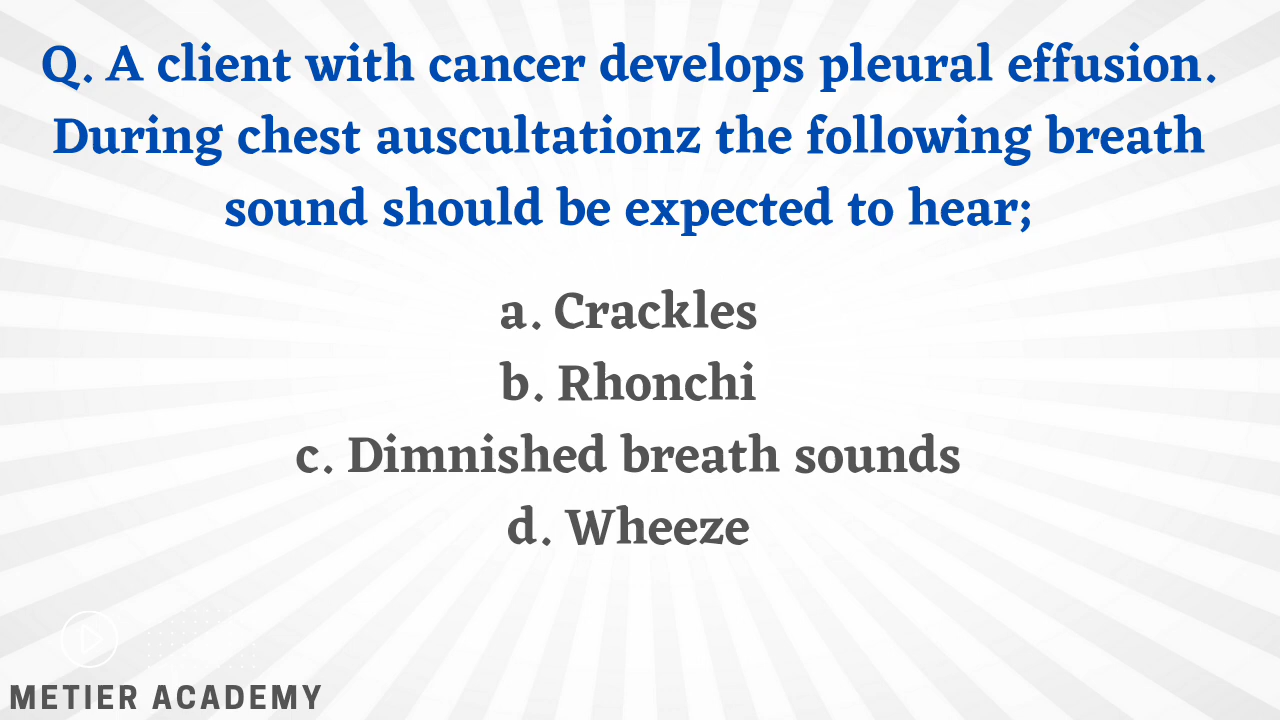 Q. A client with cancer develops pleural effusion.
During chest auscultationz the following breath
sound should be expected to hear;
a. Crackles
b. Rhonchi
c. Dimnished breath sounds
d. Wheeze
METIER ACADEMY